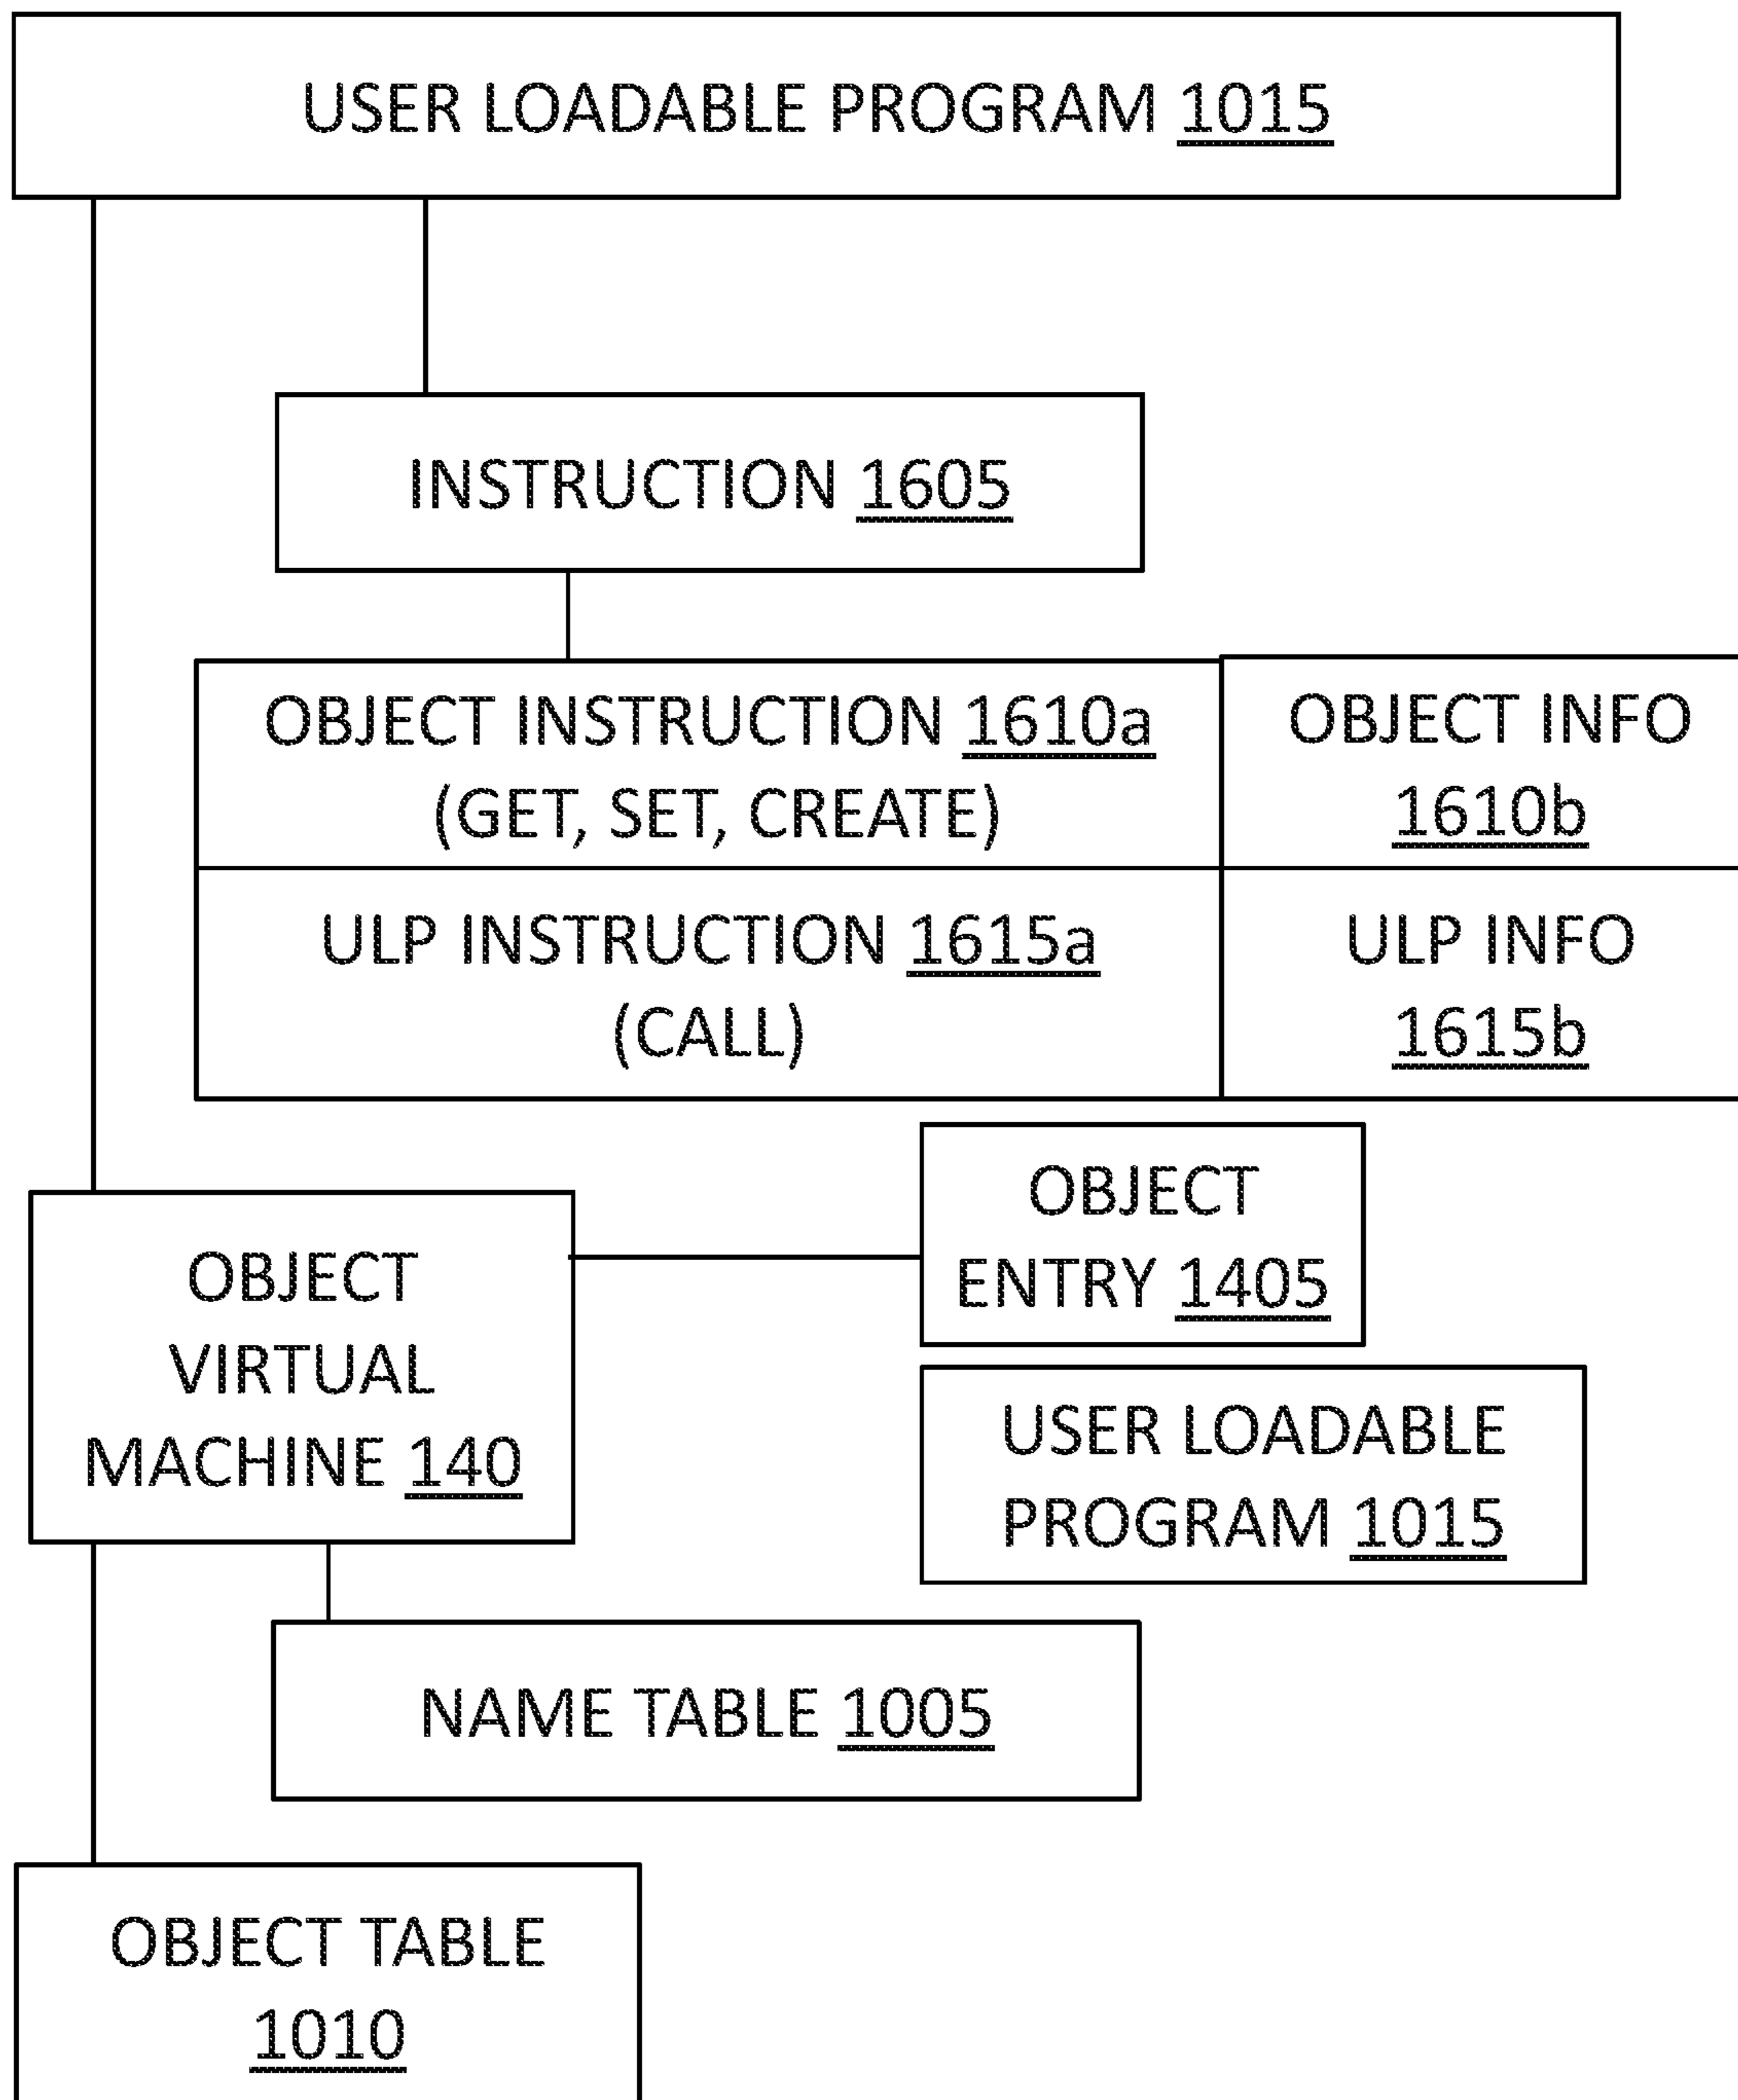 USER LOADABLE PROGRAM 1015
INSTRUCTION 1605
OBJECT INSTRUCTION 1610a
(GET, SET, CREATE)
OBJECT INFO
1610b
ULP INSTRUCTION 1615a
(CALL)
ULP INFO
1615b
OBJECT
ENTRY 1405
OBJECT
VIRTUAL
MACHINE 140
USER LOADABLE
PROGRAM 1015
NAME TABLE 1005
OBJECT TABLE
1010